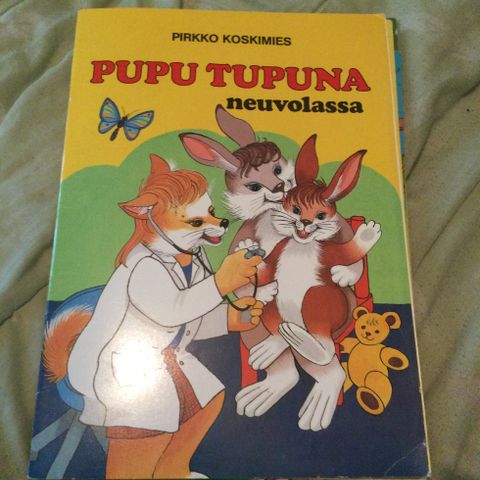 PIRKKO KOSKIMIES
PUPU TUPUNA
neuvolassa